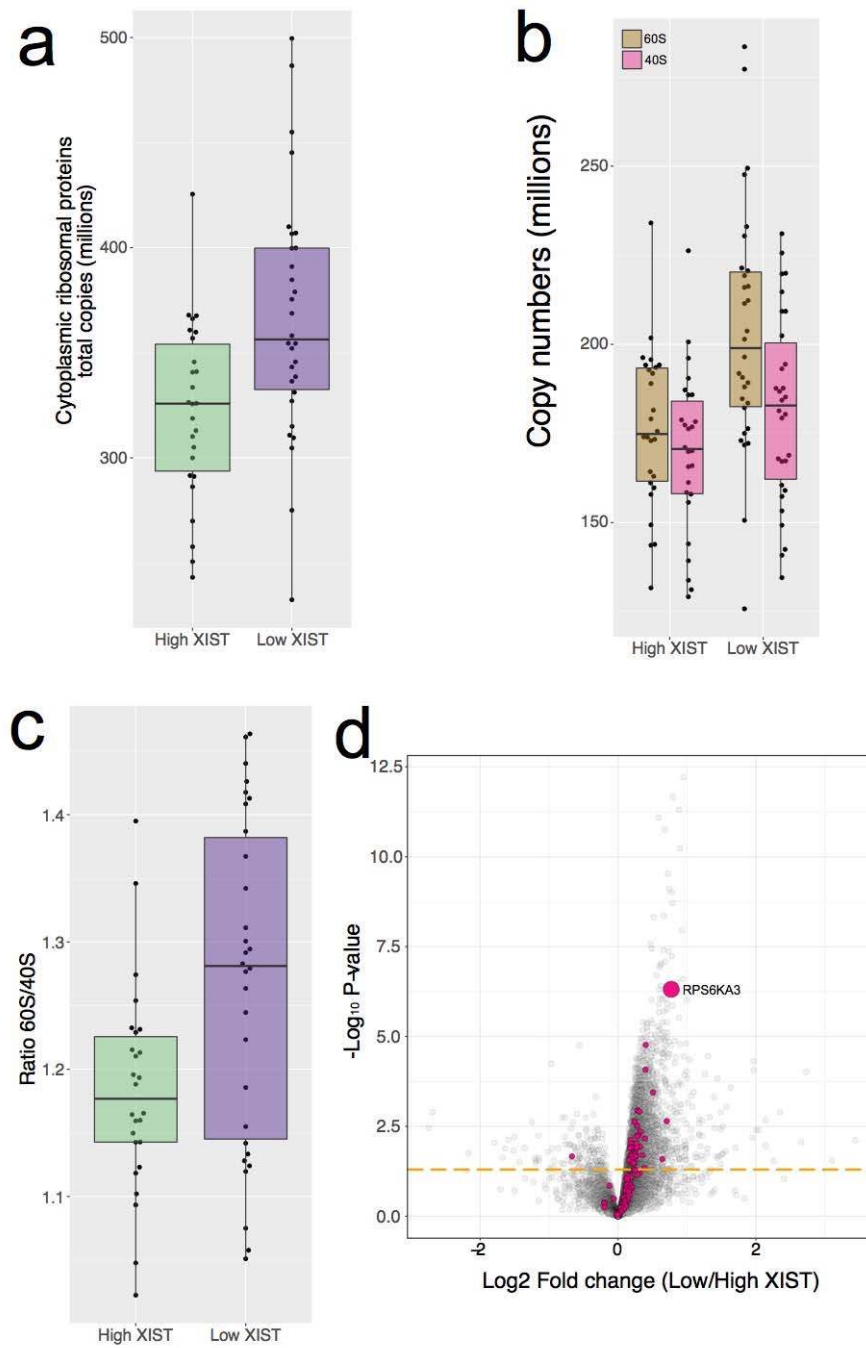 a
Cytoplasmic ribosomal proteins
total copies (millions)
500
400
300
High XIST
Low XIST
b
Copy numbers (millions)
60S
40S
250
200
150
High XIST
Low XIST
c
Ratio 60S/40S
1.4
1.3
1.2
1.1
High XIST
Low XIST
d
-Log₁₀ P-value
12.5
10.0
7.5
5.0
2.5
0.0
RPS6KA3
-2
0
2
Log2 Fold change (Low/High XIST)